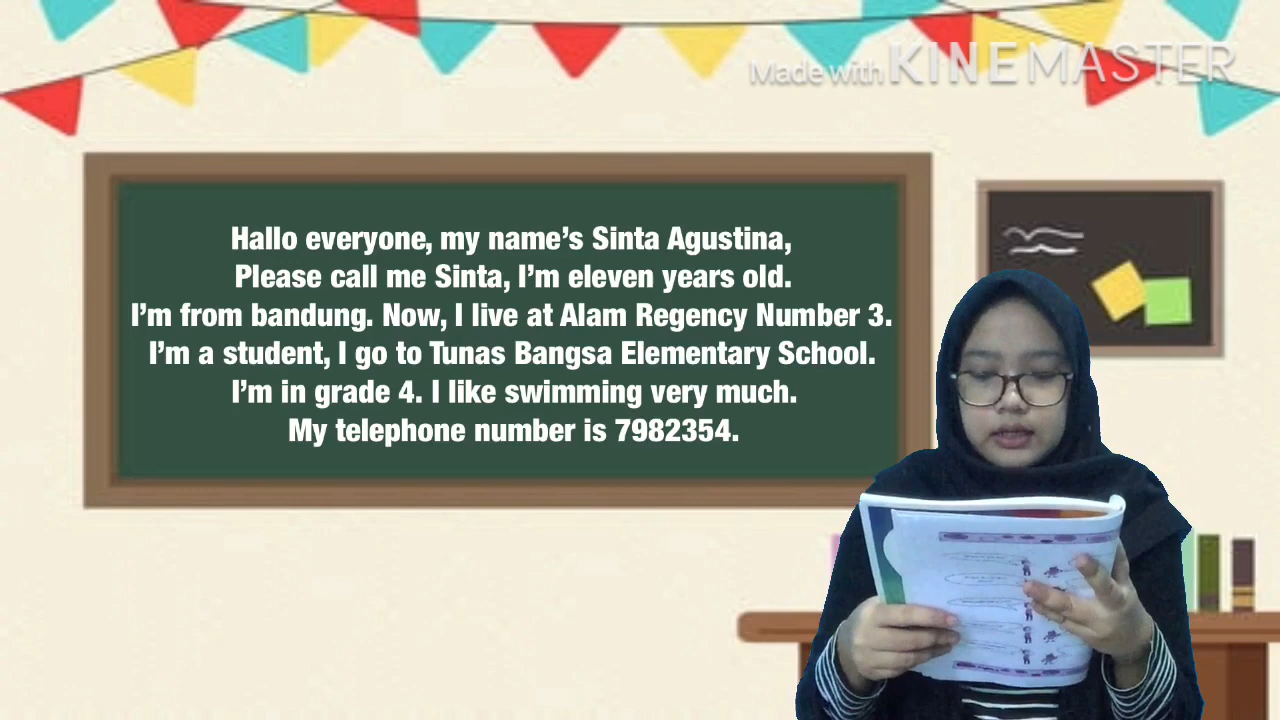 Made with KINEMASTER
Hallo everyone, my name's Sinta Agustina,
Please call me Sinta, I'm eleven years old.
I'm from bandung. Now, I live at Alam Regency Number 3.
I'm a student, I go to Tunas Bangsa Elementary School.
I'm in grade 4. I like swimming very much.
My telephone number is 7982354.